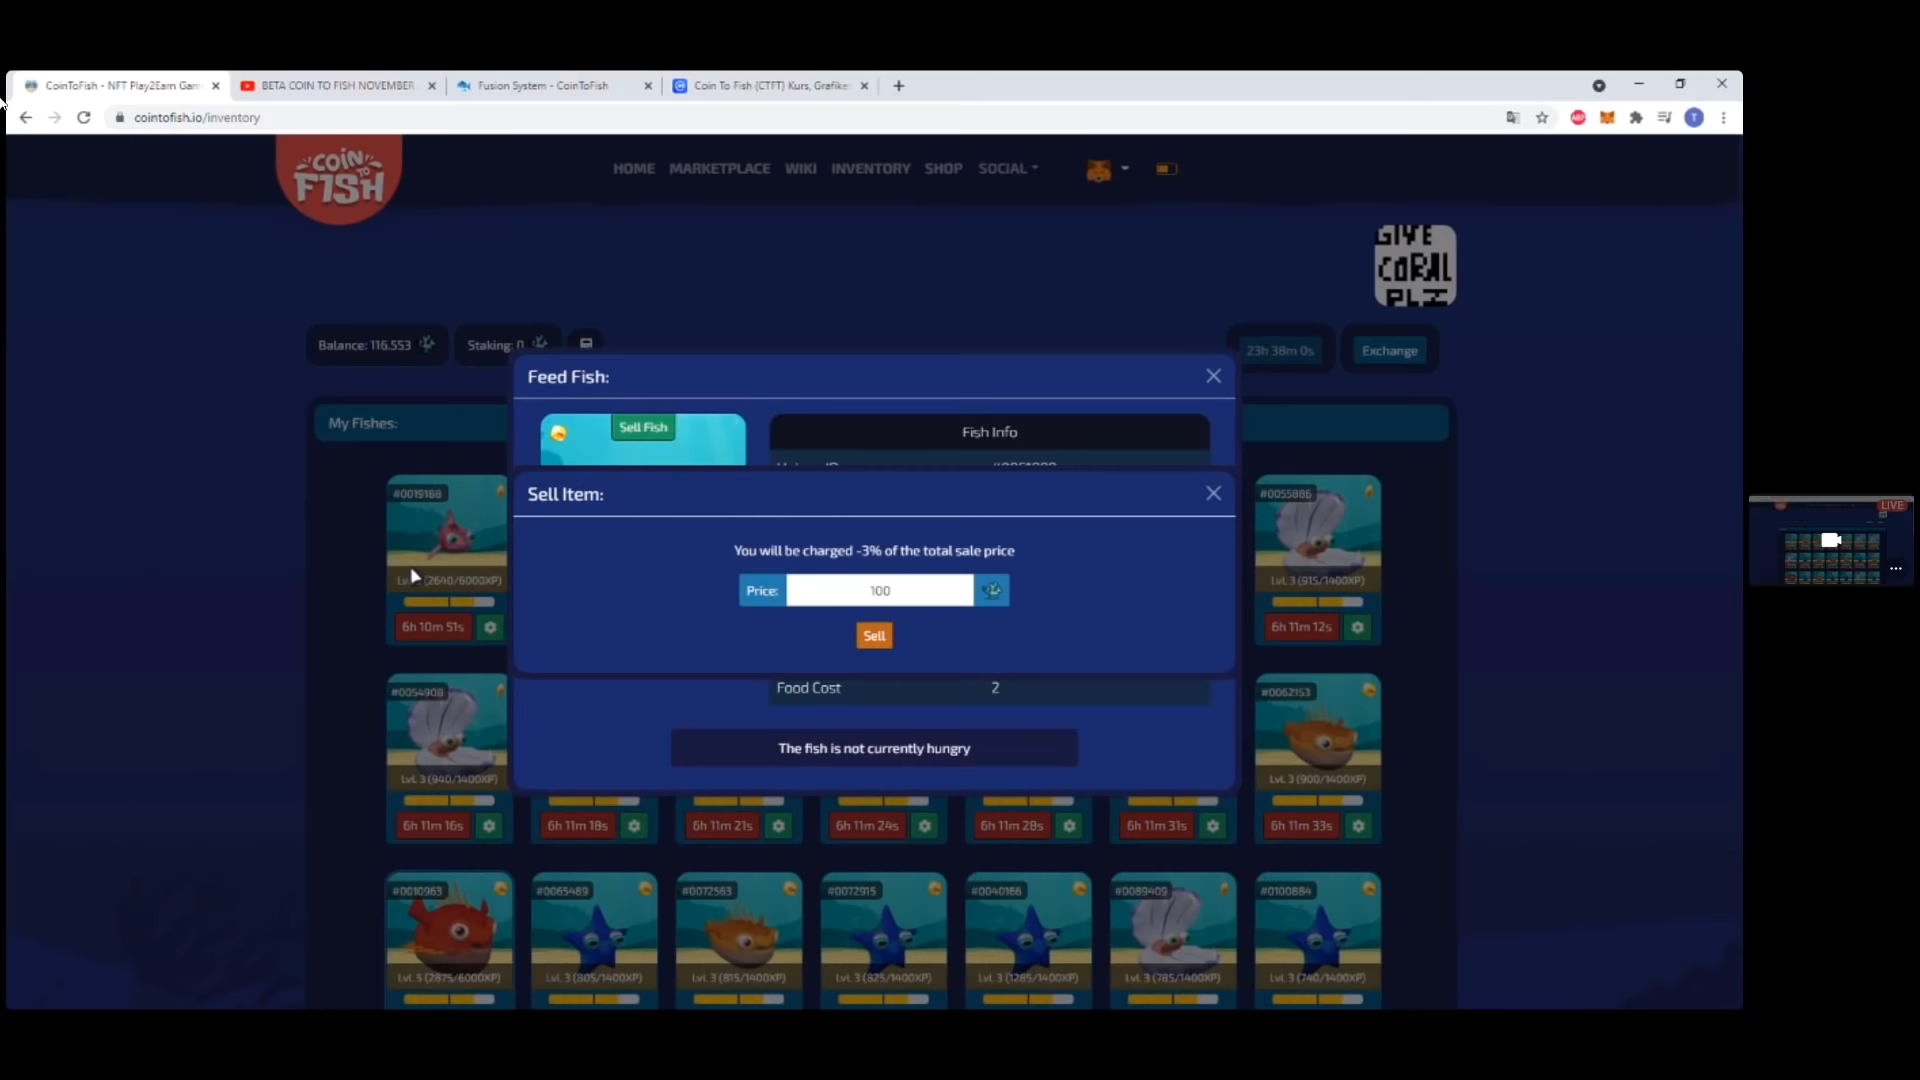 CoinToFish - NFT Play2Earn Gam
BETA COIN TO FISH NOVEMBER
Fusion System - CoinToFish
Coin To Fish (CTFT) Kurs, Grafike
cointofish.io/inventory
ABP
T
COIN
TO
FISH
HOME
MARKETPLACE
WIKI
INVENTORY
SHOP
SOCIAL
GIVE
CORAL
Balance: 116.553
Staking: 0
23h 38m 0s
Exchange
My Fishes:
Feed Fish:
Sell Fish
Fish Info
Sell Item:
You will be charged -3% of the total sale price
Price:
100
Sell
Food Cost
2
The fish is not currently hungry
#0019188
(2640/6000XP)
6h 10m 51s
#0055886
Lvl. 3 (915/1400XP)
6h 11m 12s
#0054908
Lvl. 3 (940/1400XP)
6h 11m 16s
6h 11m 18s
6h 11m 21s
6h 11m 24s
6h 11m 28s
6h 11m 31s
#0062153
Lvl. 3 (900/1400XP)
6h 11m 33s
#0010963
Lvl. 5 (2875/6000XP)
#0065489
Lvl. 3 (805/1400XP)
#0072563
Lvl. 3 (815/1400XP)
#0072915
Lvl. 3 (825/1400XP)
#0040166
Lvl. 3 (1285/1400XP)
#0089409
Lvl. 3 (785/1400XP)
#0100884
Lvl. 3 (740/1400XP)
LIVE